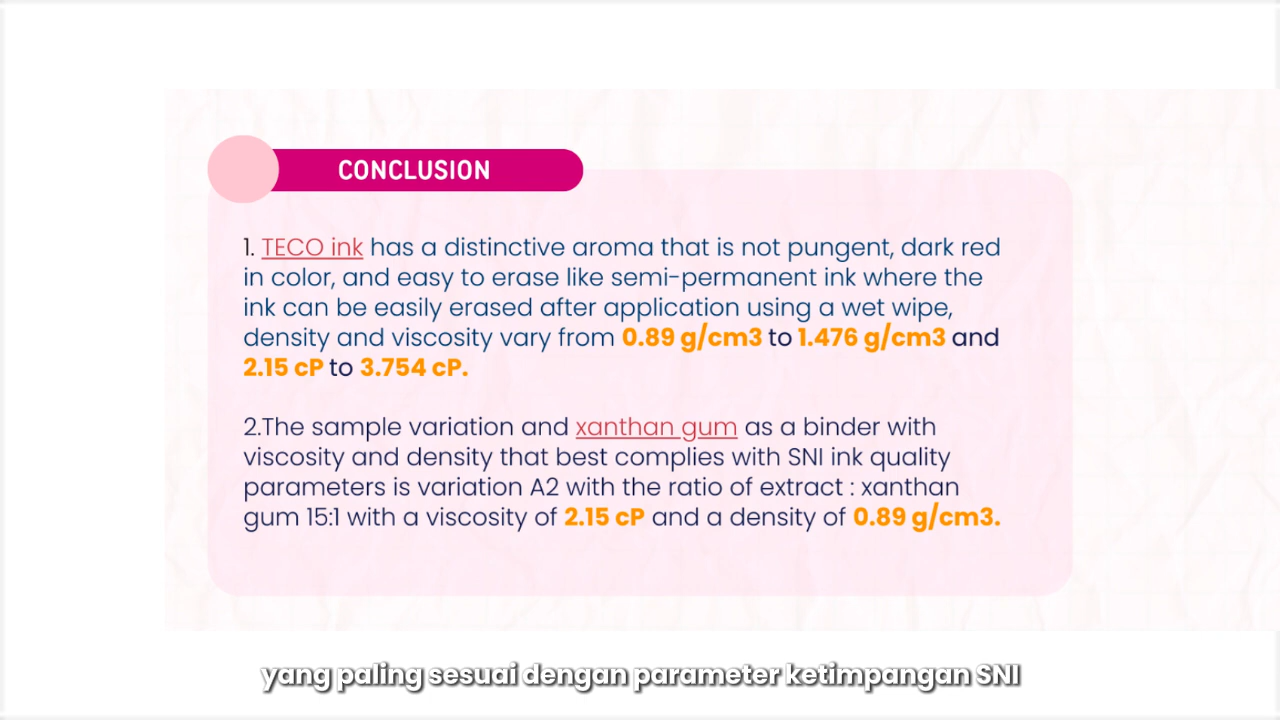 CONCLUSION
1. TECO ink has a distinctive aroma that is not pungent, dark red
in color, and easy to erase like semi-permanent ink where the
ink can be easily erased after application using a wet wipe,
density and viscosity vary from 0.89 g/cm3 to 1.476 g/cm3 and
2.15 cP to 3.754 cP.
2.The sample variation and xanthan gum as a binder with
viscosity and density that best complies with SNI ink quality
parameters is variation A2 with the ratio of extract : xanthan
gum 15:1 with a viscosity of 2.15 cP and a density of 0.89 g/cm3.
yang paling sesuai dengan parameter ketimpangan SNI